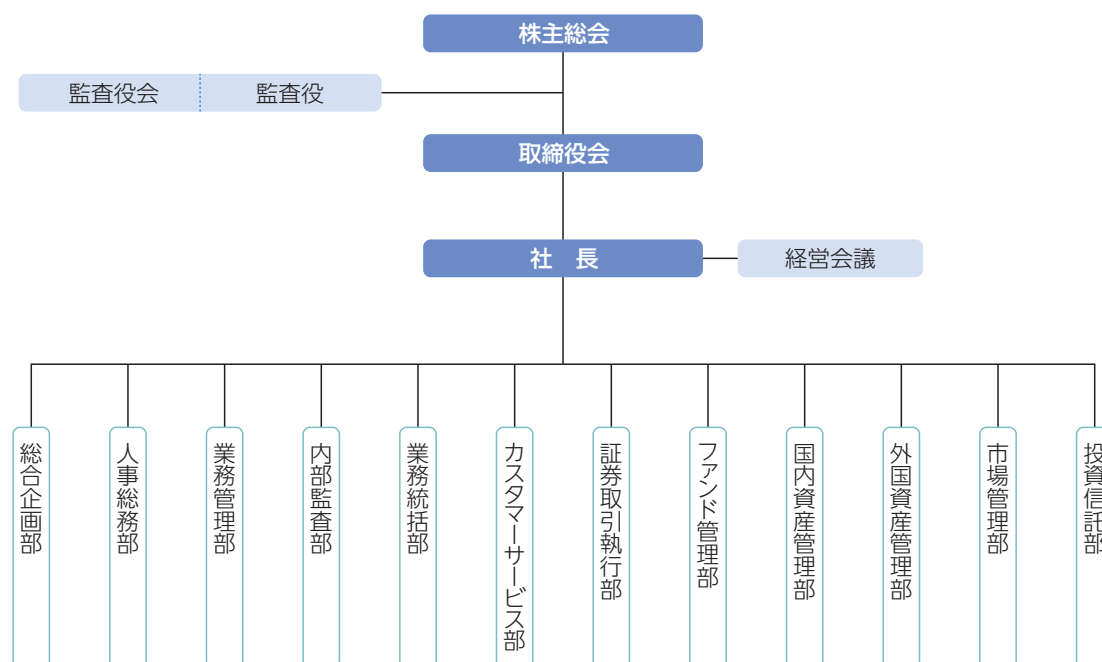 株主総会
監査役会 監査役
取締役会
社 長
経営会議
総合企画部
人事総務部
業務管理部
内部監査部
業務統括部
カスタマーサービス部
証券取引執行部
ファンド管理部
国内資産管理部
外国資産管理部
市場管理部
投資信託部